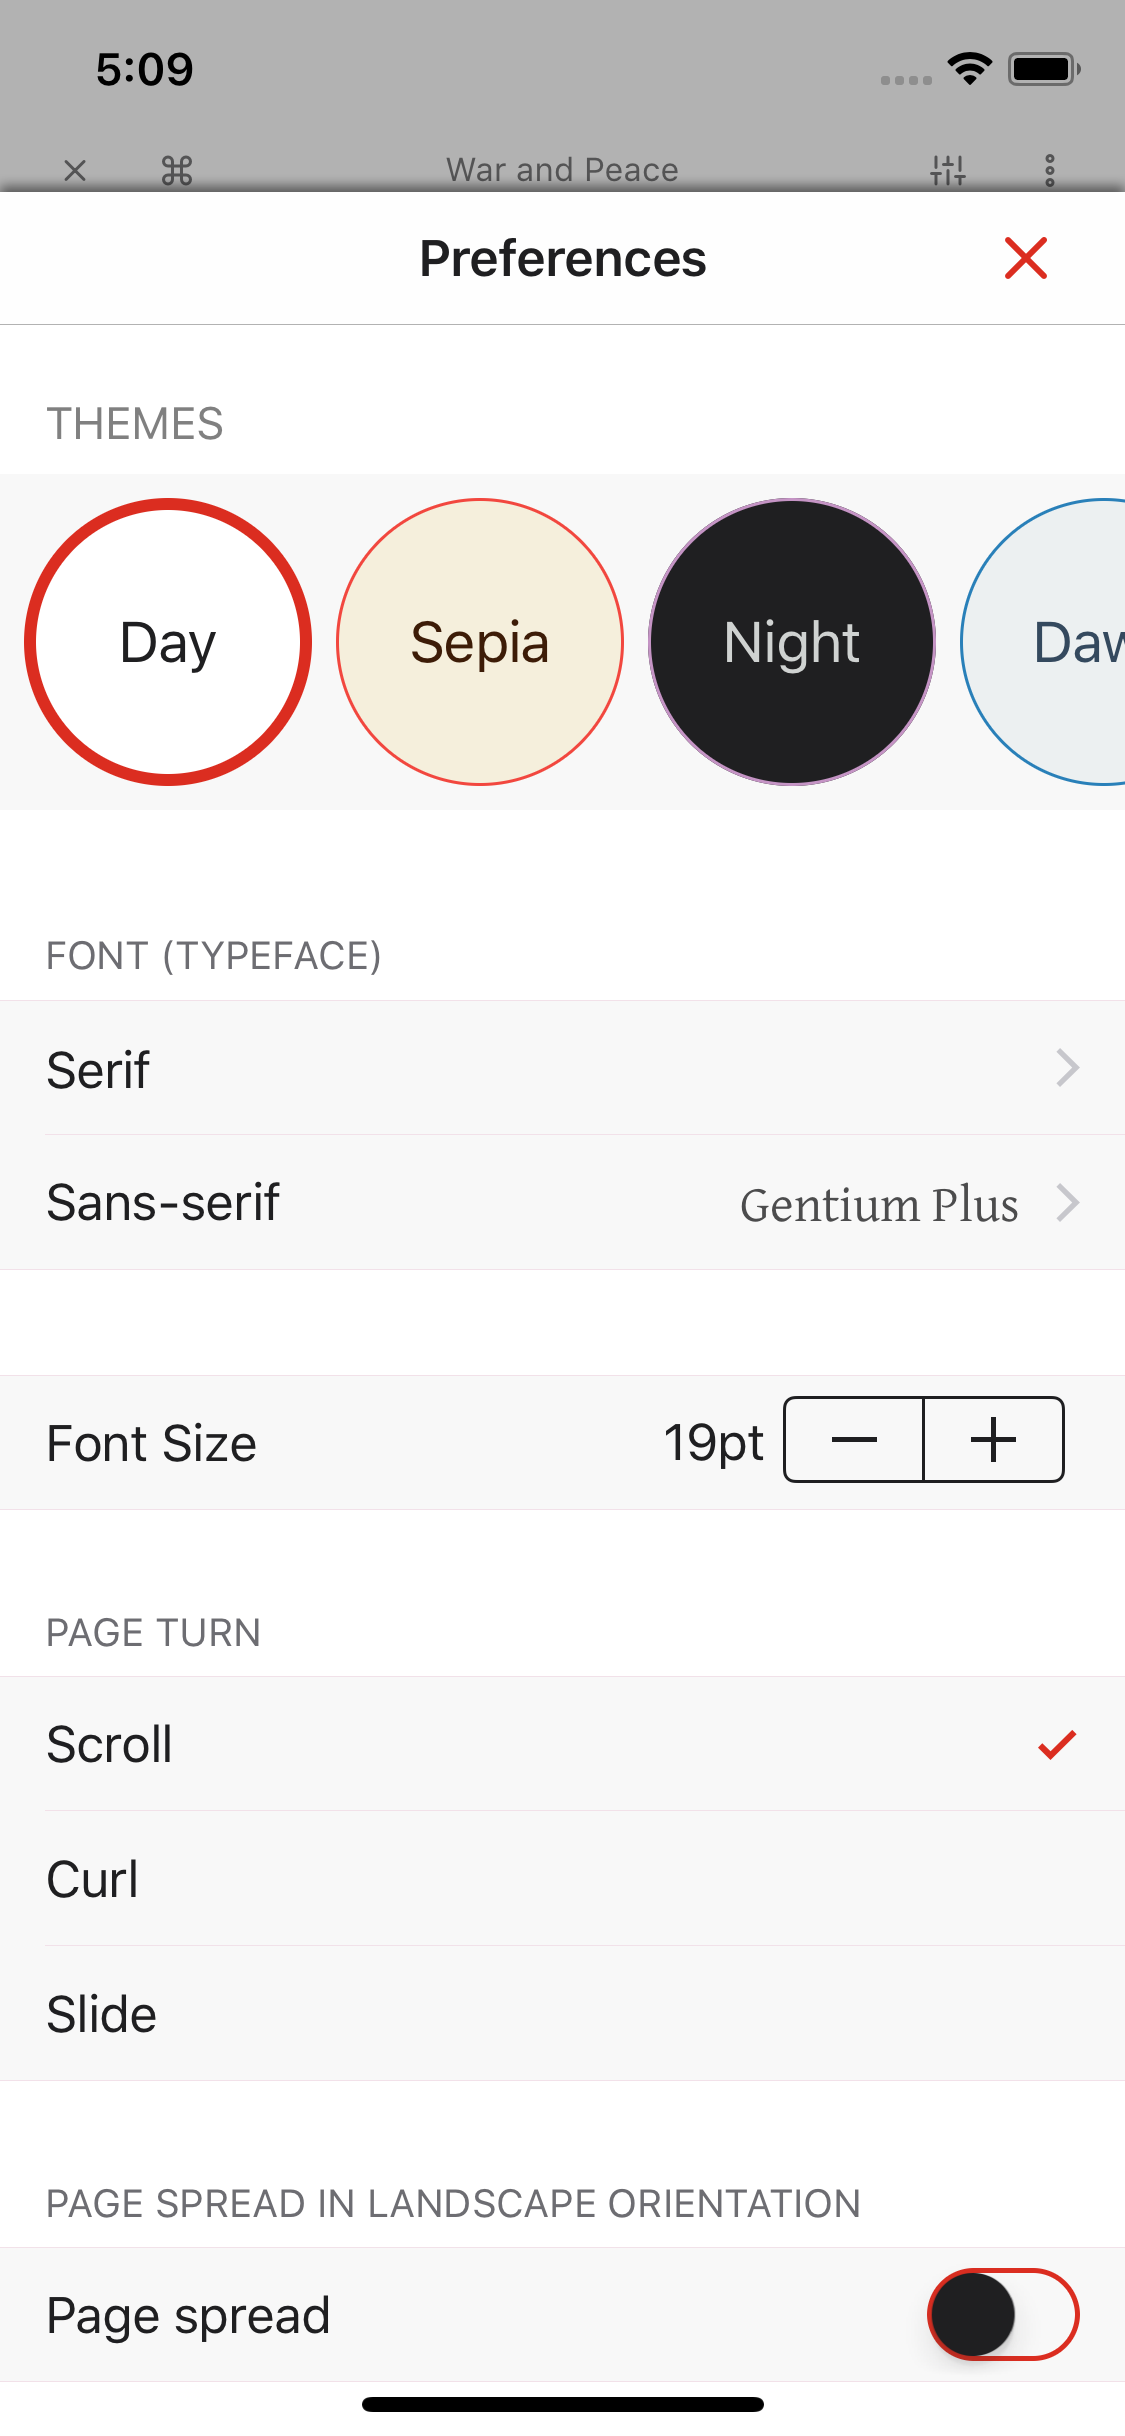 5:09
War and Peace
Preferences
THEMES
Day
Sepia
Night
Daw
FONT (TYPEFACE)
Serif
Sans-serif
Gentium Plus
Font Size
19pt
PAGE TURN
Scroll
Curl
Slide
PAGE SPREAD IN LANDSCAPE ORIENTATION
Page spread